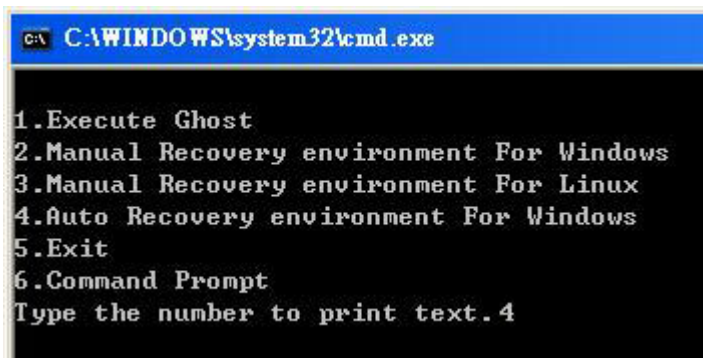 C:\WINDOWS\system32\cmd.exe
1.Execute Ghost
2.Manual Recovery environment For Windows
3.Manual Recovery environment For Linux
4.Auto Recovery environment For Windows
5.Exit
6.Command Prompt
Type the number to print text.4